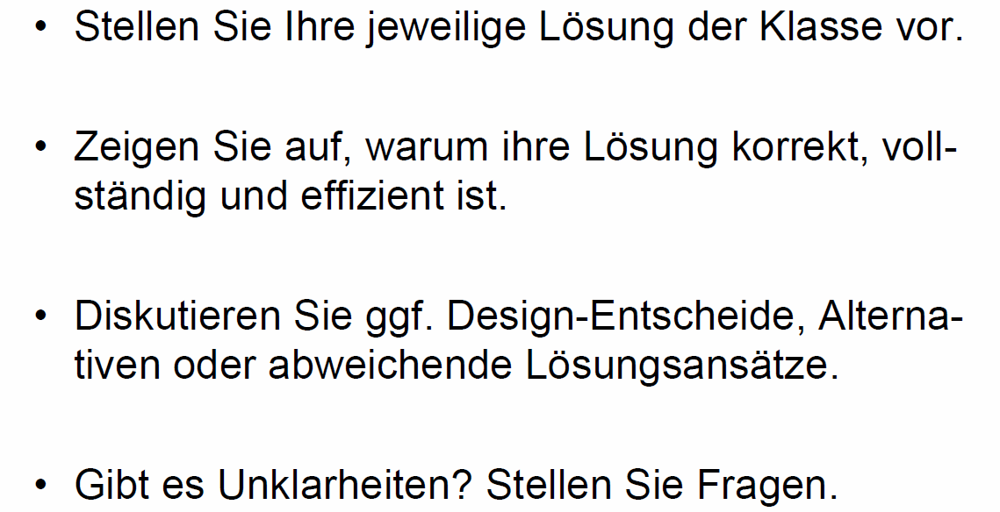 • Stellen Sie Ihre jeweilige Lösung der Klasse vor.
• Zeigen Sie auf, warum ihre Lösung korrekt, voll-
ständig und effizient ist.
• Diskutieren Sie ggf. Design-Entscheide, Alterna-
tiven oder abweichende Lösungsansätze.
• Gibt es Unklarheiten? Stellen Sie Fragen.